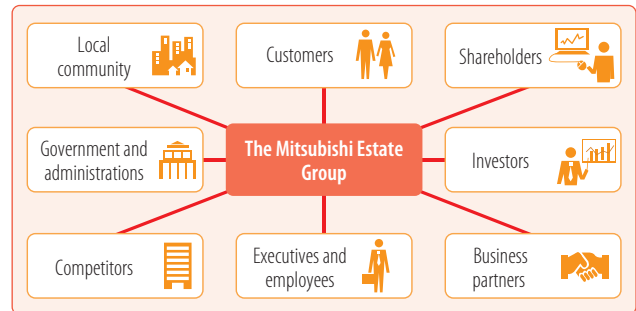 Local
community
Customers
Shareholders
Government and
administrations
The Mitsubishi Estate
Group
Investors
Competitors
Executives and
employees
Business
partners